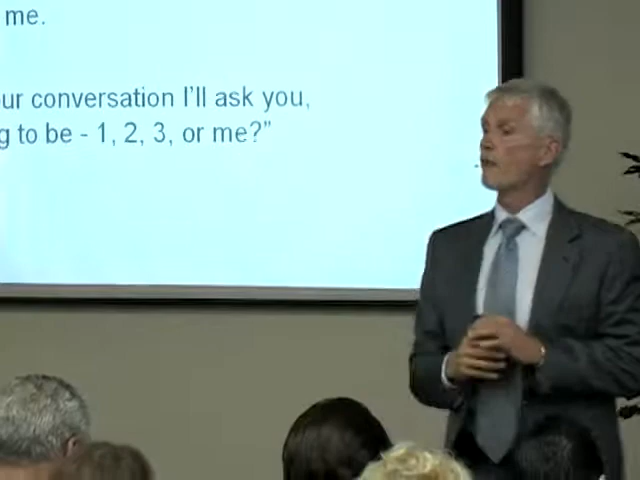 me.
ur conversation I'll ask you,
g to be - 1, 2, 3, or me?"